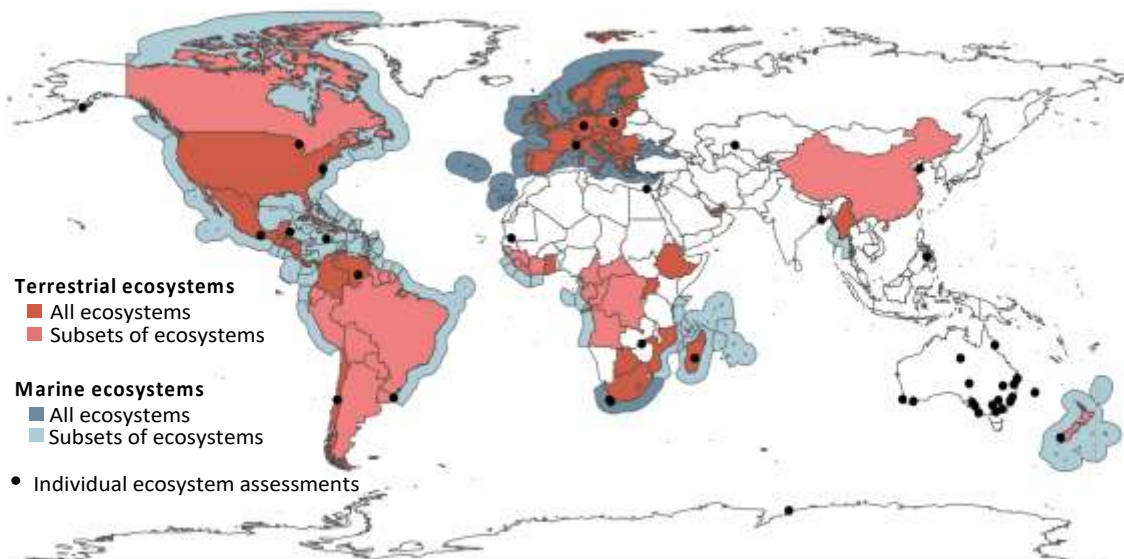 Terrestrial ecosystems
All ecosystems
Subsets of ecosystems
Marine ecosystems
All ecosystems
Subsets of ecosystems
Individual ecosystem assessments